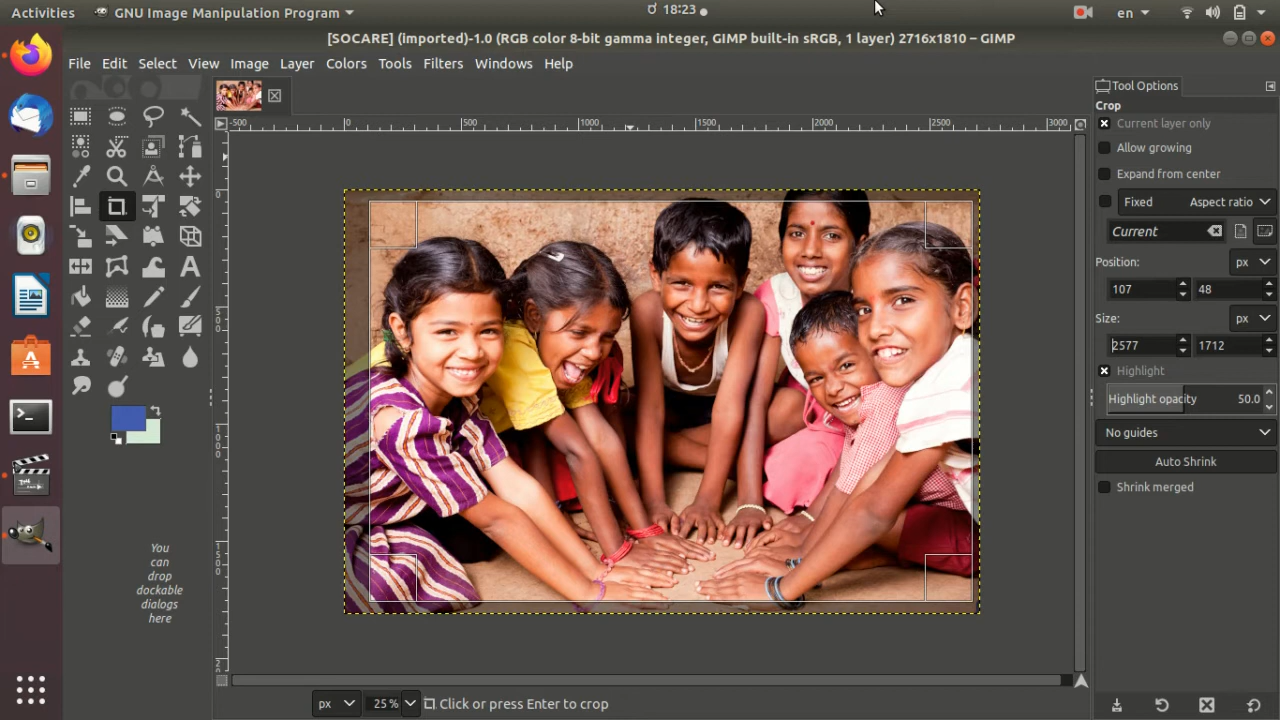 Activities
GNU Image Manipulation Program
18:23
en
[SOCARE] (imported)-1.0 (RGB color 8-bit gamma integer, GIMP built-in sRGB, 1 layer) 2716x1810 – GIMP
File Edit Select View Image Layer Colors Tools Filters Windows Help
Tool Options
Crop
Current layer only
Allow growing
Expand from center
Fixed Aspect ratio
Current
Position: px
107 48
Size: px
2577 1712
Highlight
Highlight opacity 50.0
No guides
Auto Shrink
Shrink merged
-500 0 500 1000 1500 2000 2500 3000
0
500
1000
1500
You
can
drop
dockable
dialogs
here
px 25 % Click or press Enter to crop